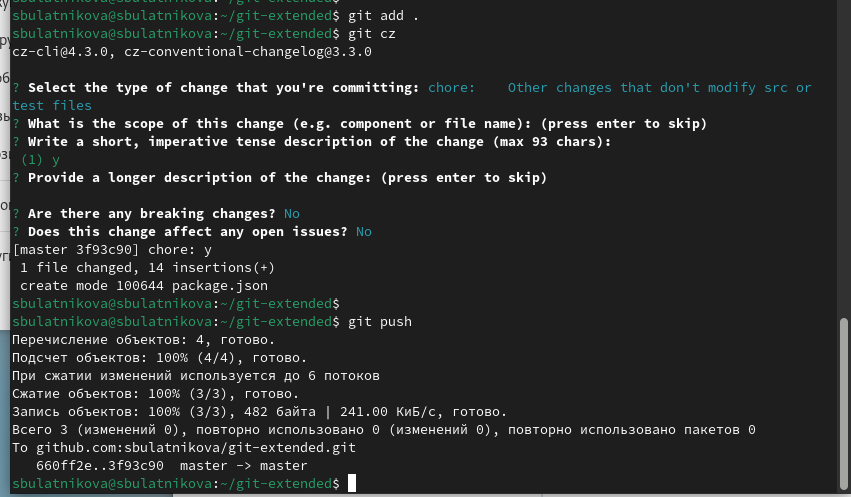 sbulatnikova@sbulatnikova:~/git-extended$
sbulatnikova@sbulatnikova:~/git-extended$ git add .
sbulatnikova@sbulatnikova:~/git-extended$ git cz
cz-cli@4.3.0, cz-conventional-changelog@3.3.0
? Select the type of change that you're committing: chore:    Other changes that don't modify src or
test files
? What is the scope of this change (e.g. component or file name): (press enter to skip)
? Write a short, imperative tense description of the change (max 93 chars):
(1) y
? Provide a longer description of the change: (press enter to skip)
? Are there any breaking changes? No
? Does this change affect any open issues? No
[master 3f93c90] chore: y
1 file changed, 14 insertions(+)
create mode 100644 package.json
sbulatnikova@sbulatnikova:~/git-extended$
sbulatnikova@sbulatnikova:~/git-extended$ git push
Перечисление объектов: 4, готово.
Подсчет объектов: 100% (4/4), готово.
При сжатии изменений используется до 6 потоков
Сжатие объектов: 100% (3/3), готово.
Запись объектов: 100% (3/3), 482 байта | 241.00 КиБ/с, готово.
Всего 3 (изменений 0), повторно использовано 0 (изменений 0), повторно использовано пакетов 0
To github.com:sbulatnikova/git-extended.git
660ff2e..3f93c90  master -> master
sbulatnikova@sbulatnikova:~/git-extended$